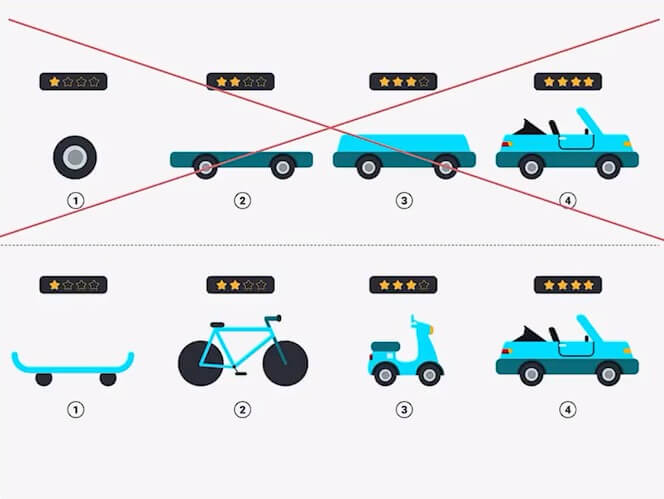 ① ② ③ ④
① ② ③ ④